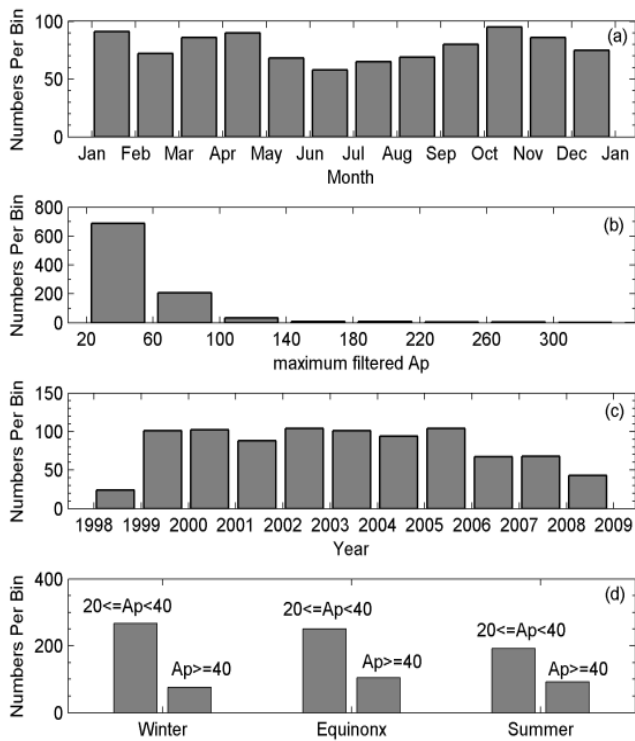 (a)
Numbers Per Bin
100
50
0
Jan Feb Mar Apr May Jun Jul Aug Sep Oct Nov Dec Jan
Month
(b)
Numbers Per Bin
800
600
400
200
0
20 60 100 140 180 220 260 300
maximum filtered Ap
(c)
Numbers Per Bin
150
100
50
0
1998 1999 2000 2001 2002 2003 2004 2005 2006 2007 2008 2009
Year
(d)
Numbers Per Bin
400
200
0
20<=Ap<40
Ap>=40
20<=Ap<40
Ap>=40
20<=Ap<40
Ap>=40
Winter Equinonx Summer